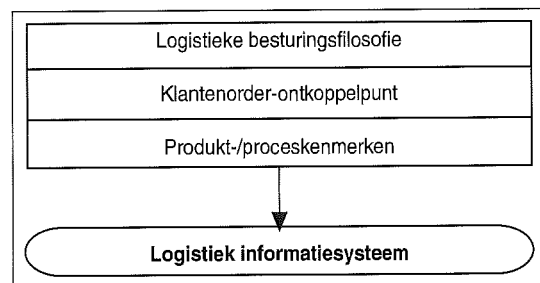 Logistieke besturingsfilosofie
Klantenorder-ontkoppelpunt
Produkt-/proceskenmerken
Logistiek informatiesysteem